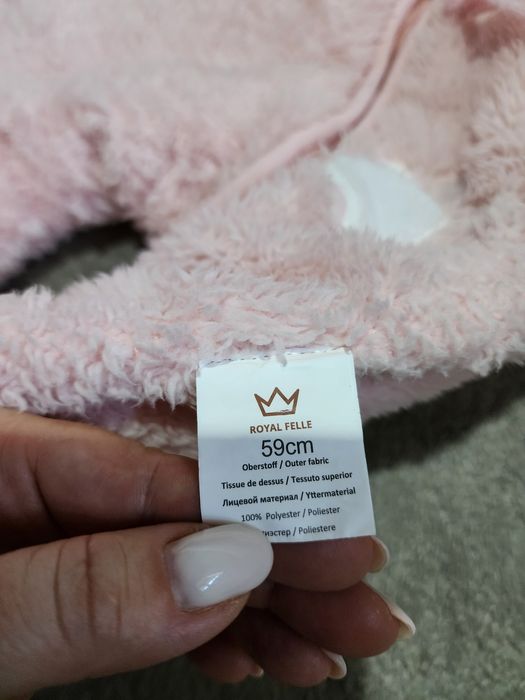 ROYAL FELLE
59cm
Oberstoff / Outer fabric
Tissue de dessus / Tessuto superior
Лицевой материал / Yttermaterial
100% Polyester / Poliester
/ Poliestere